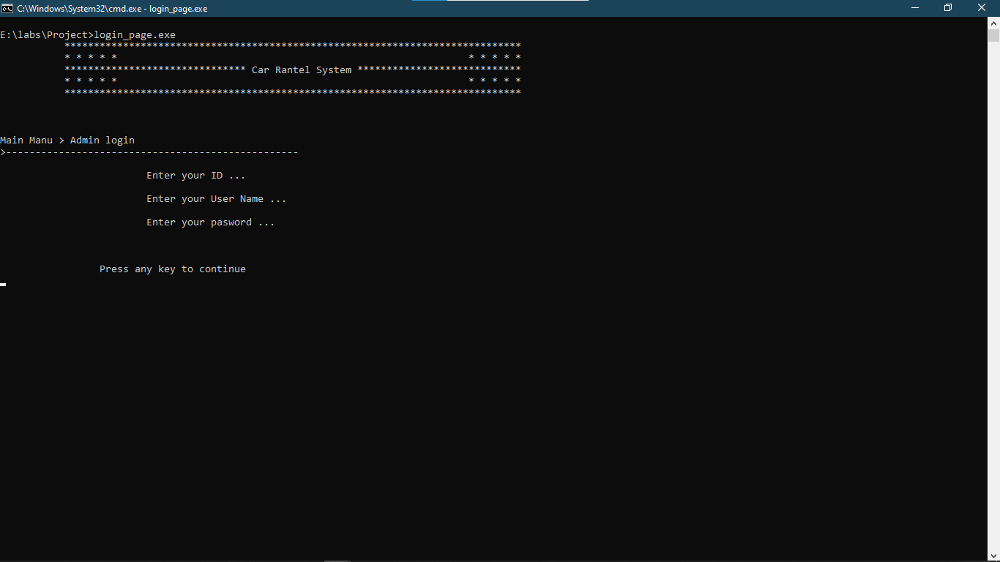 C:\Windows\System32\cmd.exe - login_page.exe
E:\labs\Project>login_page.exe
******************************************************************************
* * * * *                                                            * * * * *
******************************* Car Rantel System ****************************
* * * * *                                                            * * * * *
******************************************************************************
Main Manu > Admin login
>--------------------------------------------------
Enter your ID ...
Enter your User Name ...
Enter your pasword ...
Press any key to continue